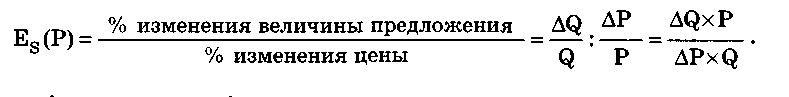 E_S(P) = % изменения величины предложения / % изменения цены = ΔQ/Q : ΔP/P = ΔQ×P / ΔP×Q .